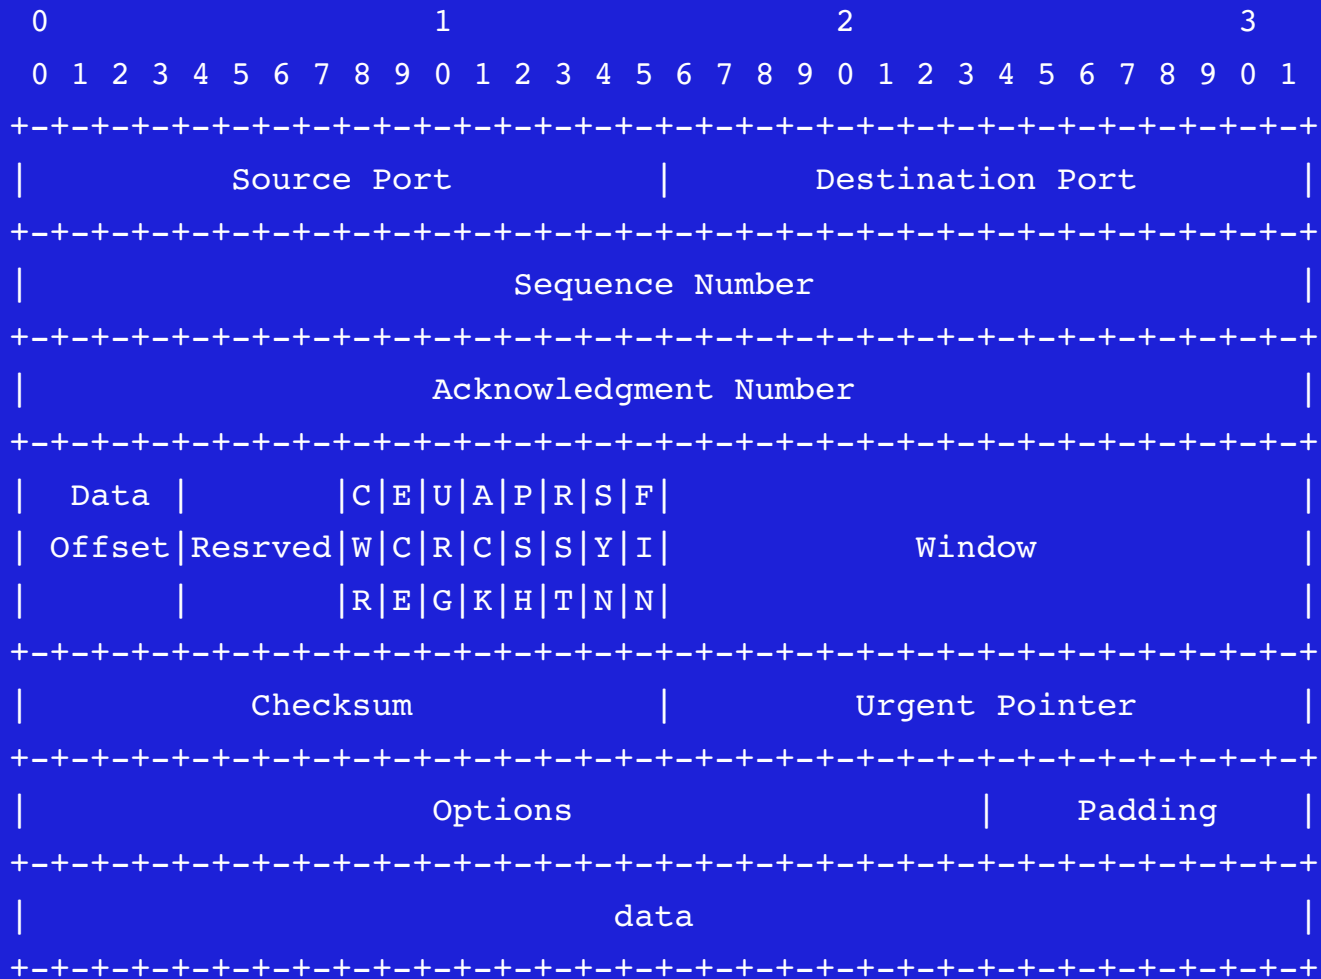 0                   1                   2                   3
 0 1 2 3 4 5 6 7 8 9 0 1 2 3 4 5 6 7 8 9 0 1 2 3 4 5 6 7 8 9 0 1
+-+-+-+-+-+-+-+-+-+-+-+-+-+-+-+-+-+-+-+-+-+-+-+-+-+-+-+-+-+-+-+-+
|          Source Port          |       Destination Port        |
+-+-+-+-+-+-+-+-+-+-+-+-+-+-+-+-+-+-+-+-+-+-+-+-+-+-+-+-+-+-+-+-+
|                        Sequence Number                        |
+-+-+-+-+-+-+-+-+-+-+-+-+-+-+-+-+-+-+-+-+-+-+-+-+-+-+-+-+-+-+-+-+
|                    Acknowledgment Number                      |
+-+-+-+-+-+-+-+-+-+-+-+-+-+-+-+-+-+-+-+-+-+-+-+-+-+-+-+-+-+-+-+-+
|  Data |       |C|E|U|A|P|R|S|F|                               |
| Offset|Resrved|W|C|R|C|S|S|Y|I|            Window             |
|       |       |R|E|G|K|H|T|N|N|                               |
+-+-+-+-+-+-+-+-+-+-+-+-+-+-+-+-+-+-+-+-+-+-+-+-+-+-+-+-+-+-+-+-+
|           Checksum            |         Urgent Pointer        |
+-+-+-+-+-+-+-+-+-+-+-+-+-+-+-+-+-+-+-+-+-+-+-+-+-+-+-+-+-+-+-+-+
|                    Options                    |    Padding    |
+-+-+-+-+-+-+-+-+-+-+-+-+-+-+-+-+-+-+-+-+-+-+-+-+-+-+-+-+-+-+-+-+
|                             data                              |
+-+-+-+-+-+-+-+-+-+-+-+-+-+-+-+-+-+-+-+-+-+-+-+-+-+-+-+-+-+-+-+-+